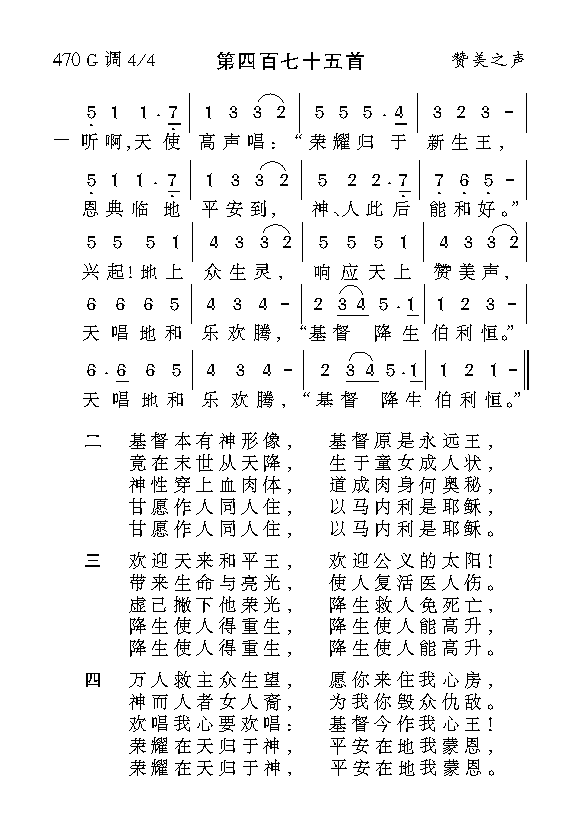 470 G 调 4/4 第四百七十五首 赞美之声
5 1 1· 7 | 1 3 3 2 | 5 5 5· 4 | 3 2 3 - |
一 听啊,天使 高声唱：“荣耀归于 新生王，
5 1 1· 7 | 1 3 3 2 | 5 2 2· 7 | 7 6 5 - |
恩典临地 平安到， 神、人此后 能和好。”
5 5 5 1 | 4 3 3 2 | 5 5 5 1 | 4 3 3 2 |
兴起！地上 众生灵， 响应天上 赞美声，
6 6 6 5 | 4 3 4 - | 2 3 4 5· 1 | 1 2 1 - |
天唱地和 乐欢腾，“基督 降生 伯利恒。”
6· 6 6 5 | 4 3 4 - | 2 3 4 5· 1 | 1 2 1 - ‖
天唱地和 乐欢腾，“基督 降生 伯利恒。”
二 基督本有神形像， 基督原是永远王，
竟在末世从天降， 生于童女成人状，
神性穿上血肉体， 道成肉身何奥秘，
甘愿作人同人住， 以马内利是耶稣，
甘愿作人同人住， 以马内利是耶稣。
三 欢迎天来和平王， 欢迎公义的太阳！
带来生命与亮光， 使人复活医人伤。
虚己撇下他荣光， 降生救人免死亡，
降生使人得重生， 降生使人能高升，
降生使人得重生， 降生使人能高升。
四 万人救主众生望， 愿你来住我心房，
神而人者女人裔， 为我你毁众仇敌。
欢唱我心要欢唱： 基督今作我心王！
荣耀在天归于神， 平安在地我蒙恩，
荣耀在天归于神， 平安在地我蒙恩。